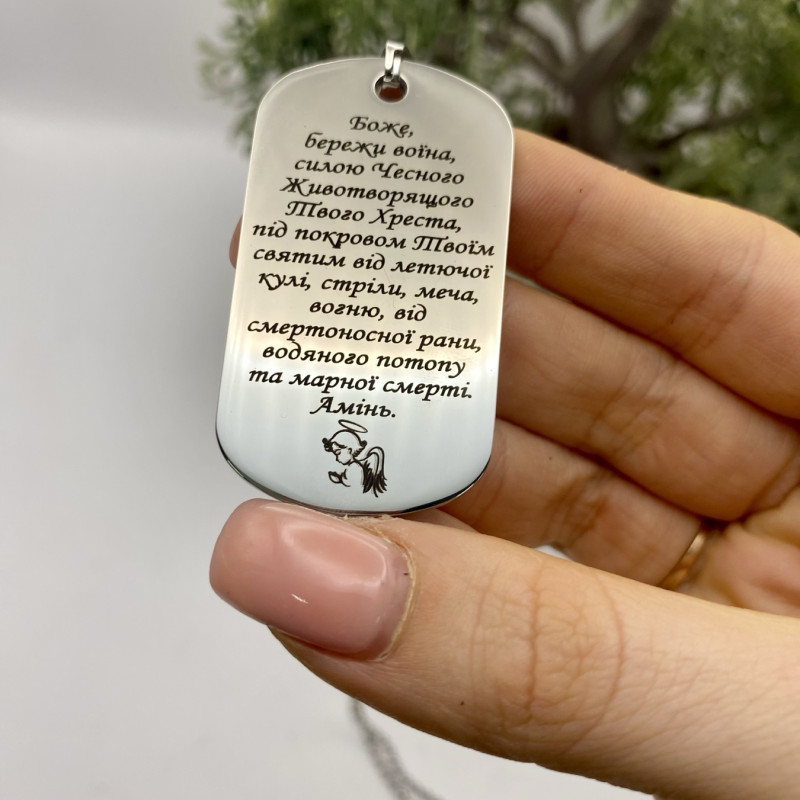 Боже,
бережи воїна,
силою Чесного
Животворящого
Твого Хреста,
під покровом Твоїм
святим від летючої
кулі, стріли, меча,
вогню, від
смертоносної рани,
водяного потопу
та марної смерті.
Амінь.